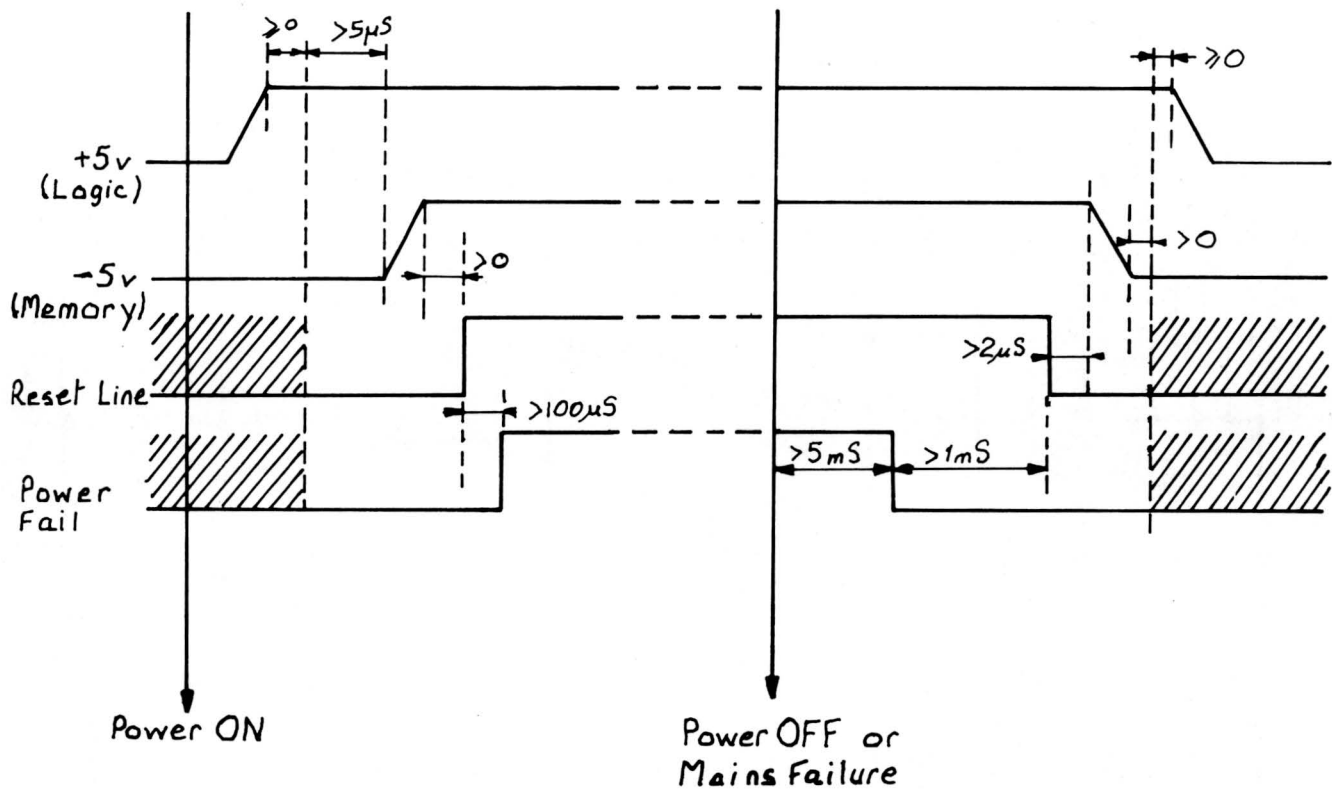 ≥0
>5µS
≥0
+5v
(Logic)
>0
-5v
(Memory)
>0
>2µS
Reset Line
>100µS
>5mS
>1mS
Power
Fail
Power ON
Power OFF or
Mains Failure